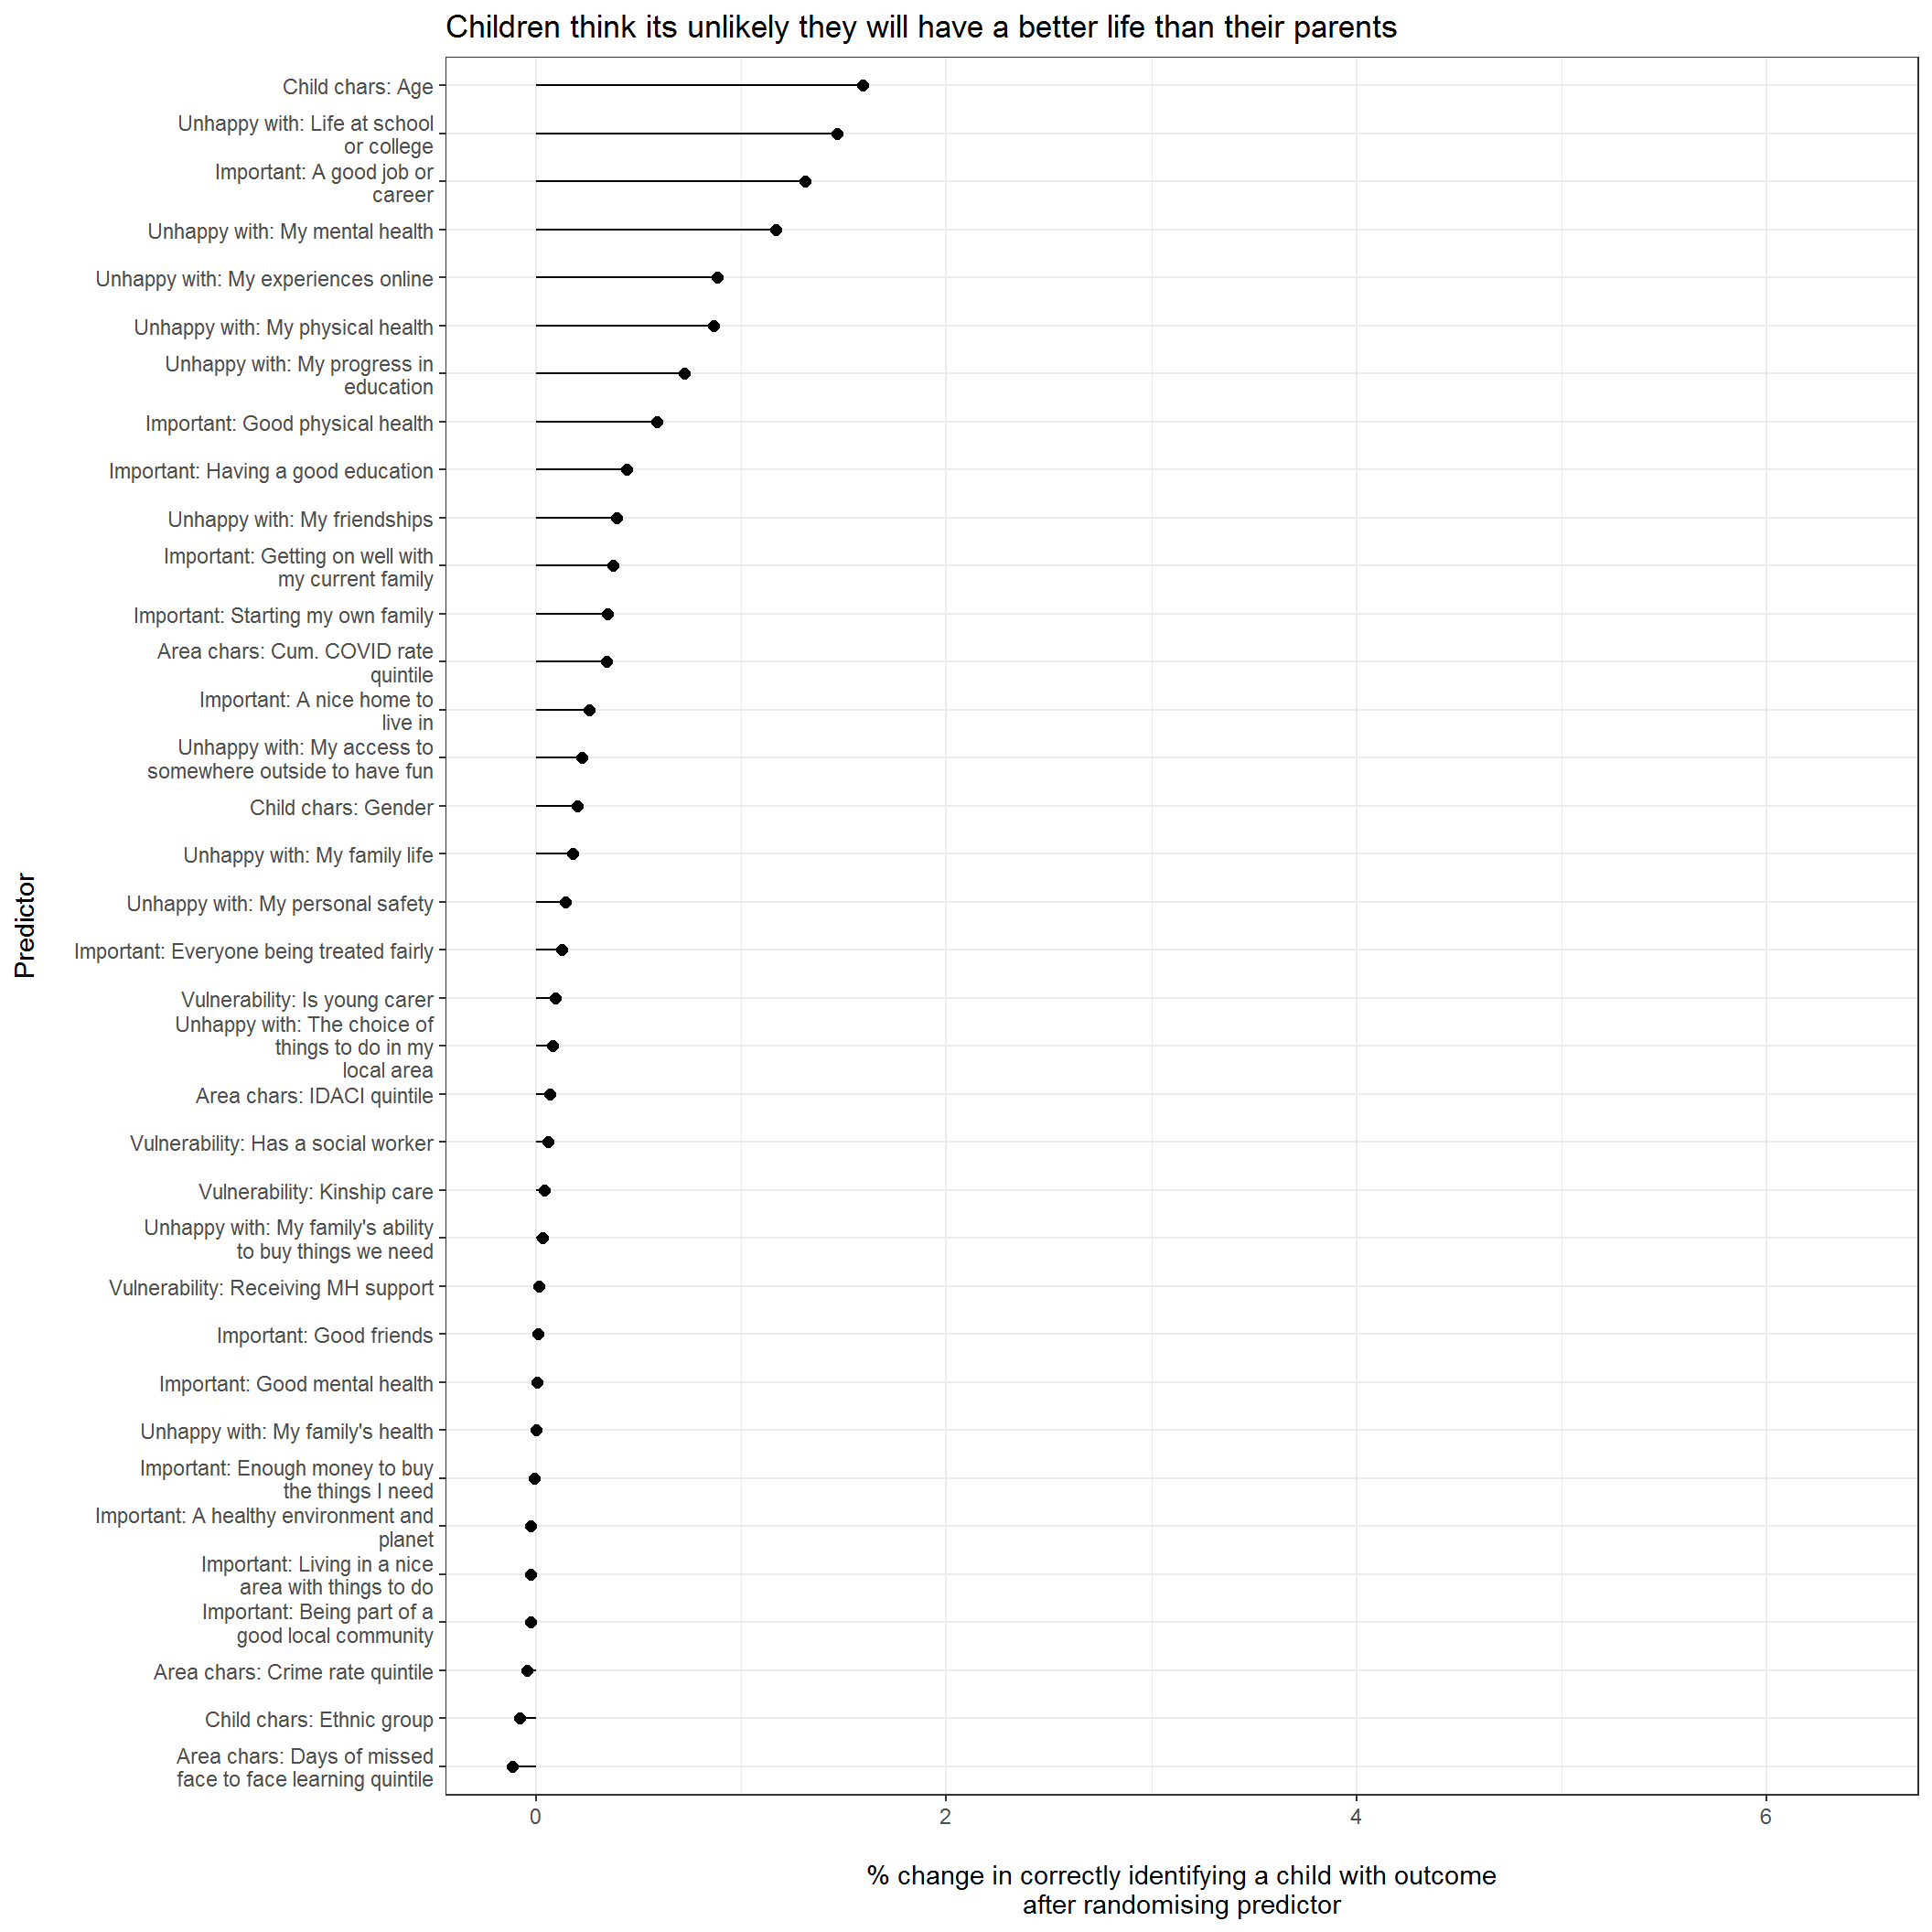 Children think its unlikely they will have a better life than their parents
Predictor
Child chars: Age
Unhappy with: Life at school
or college
Important: A good job or
career
Unhappy with: My mental health
Unhappy with: My experiences online
Unhappy with: My physical health
Unhappy with: My progress in
education
Important: Good physical health
Important: Having a good education
Unhappy with: My friendships
Important: Getting on well with
my current family
Important: Starting my own family
Area chars: Cum. COVID rate
quintile
Important: A nice home to
live in
Unhappy with: My access to
somewhere outside to have fun
Child chars: Gender
Unhappy with: My family life
Unhappy with: My personal safety
Important: Everyone being treated fairly
Vulnerability: Is young carer
Unhappy with: The choice of
things to do in my
local area
Area chars: IDACI quintile
Vulnerability: Has a social worker
Vulnerability: Kinship care
Unhappy with: My family's ability
to buy things we need
Vulnerability: Receiving MH support
Important: Good friends
Important: Good mental health
Unhappy with: My family's health
Important: Enough money to buy
the things I need
Important: A healthy environment and
planet
Important: Living in a nice
area with things to do
Important: Being part of a
good local community
Area chars: Crime rate quintile
Child chars: Ethnic group
Area chars: Days of missed
face to face learning quintile
0 2 4 6
% change in correctly identifying a child with outcome
after randomising predictor